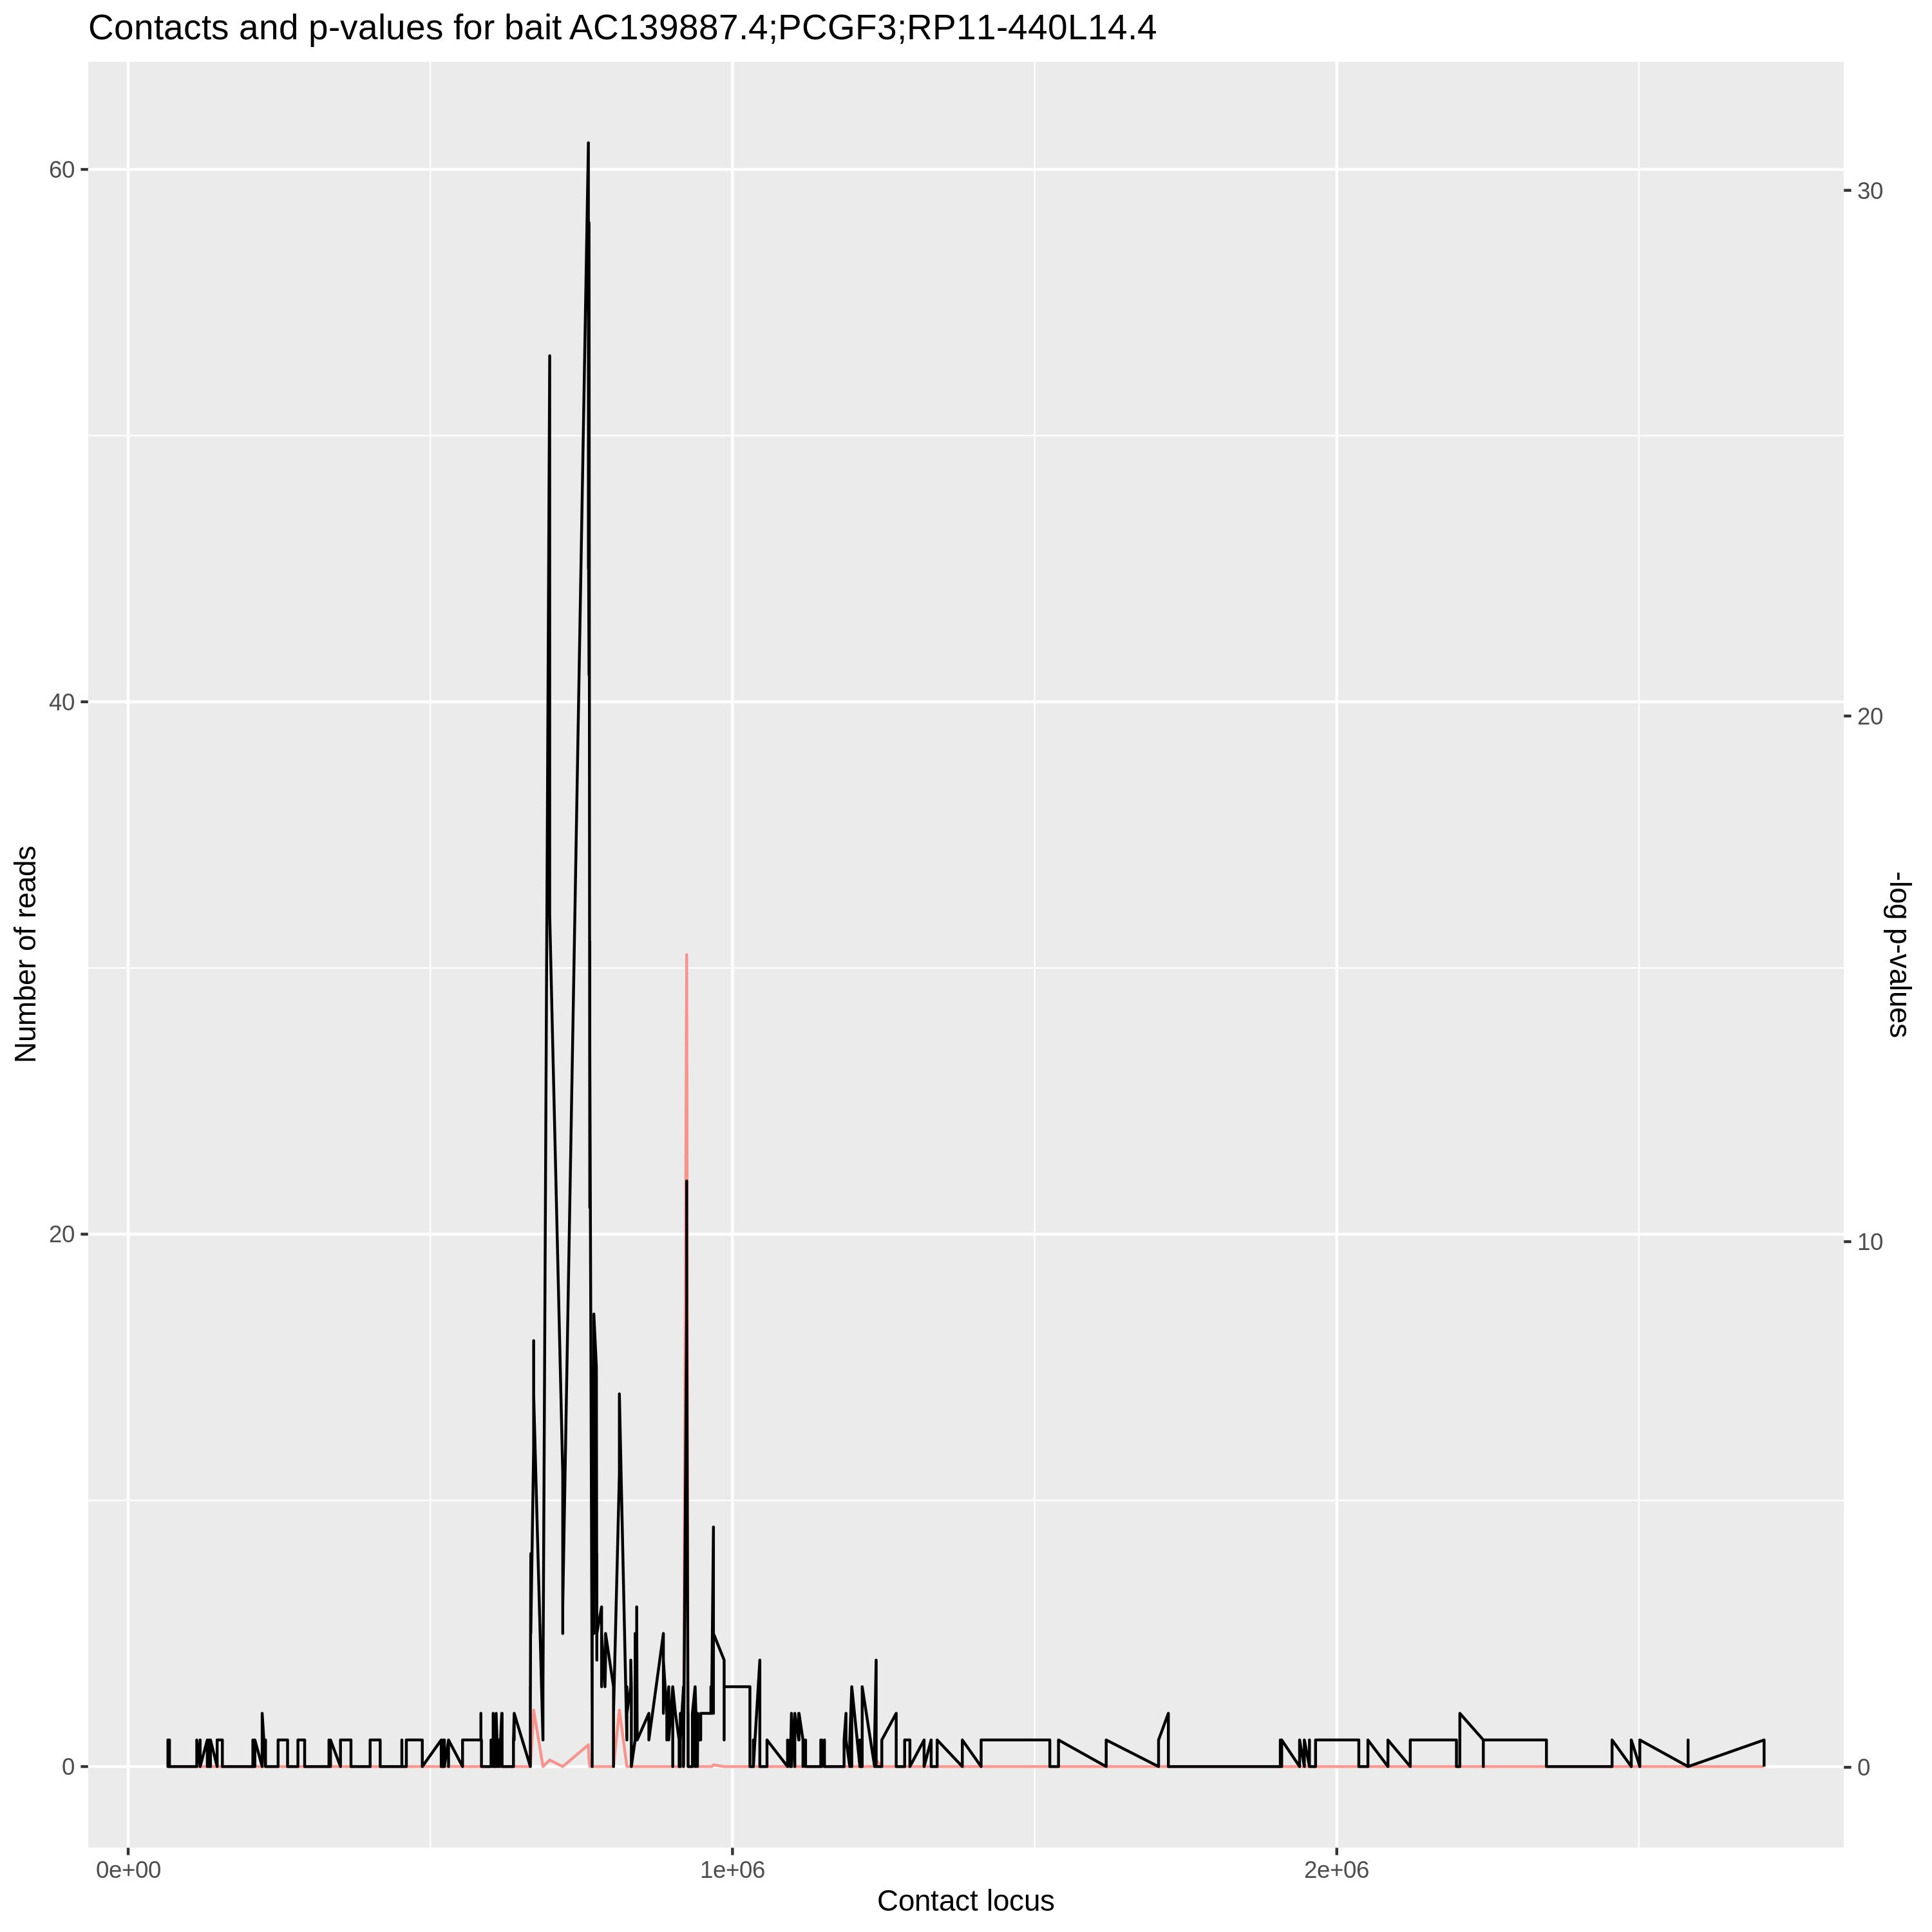 Contacts and p-values for bait AC139887.4;PCGF3;RP11-440L14.4
60
40
20
0
Number of reads
30
20
10
0
-log p-values
0e+00
1e+06
2e+06
Contact locus